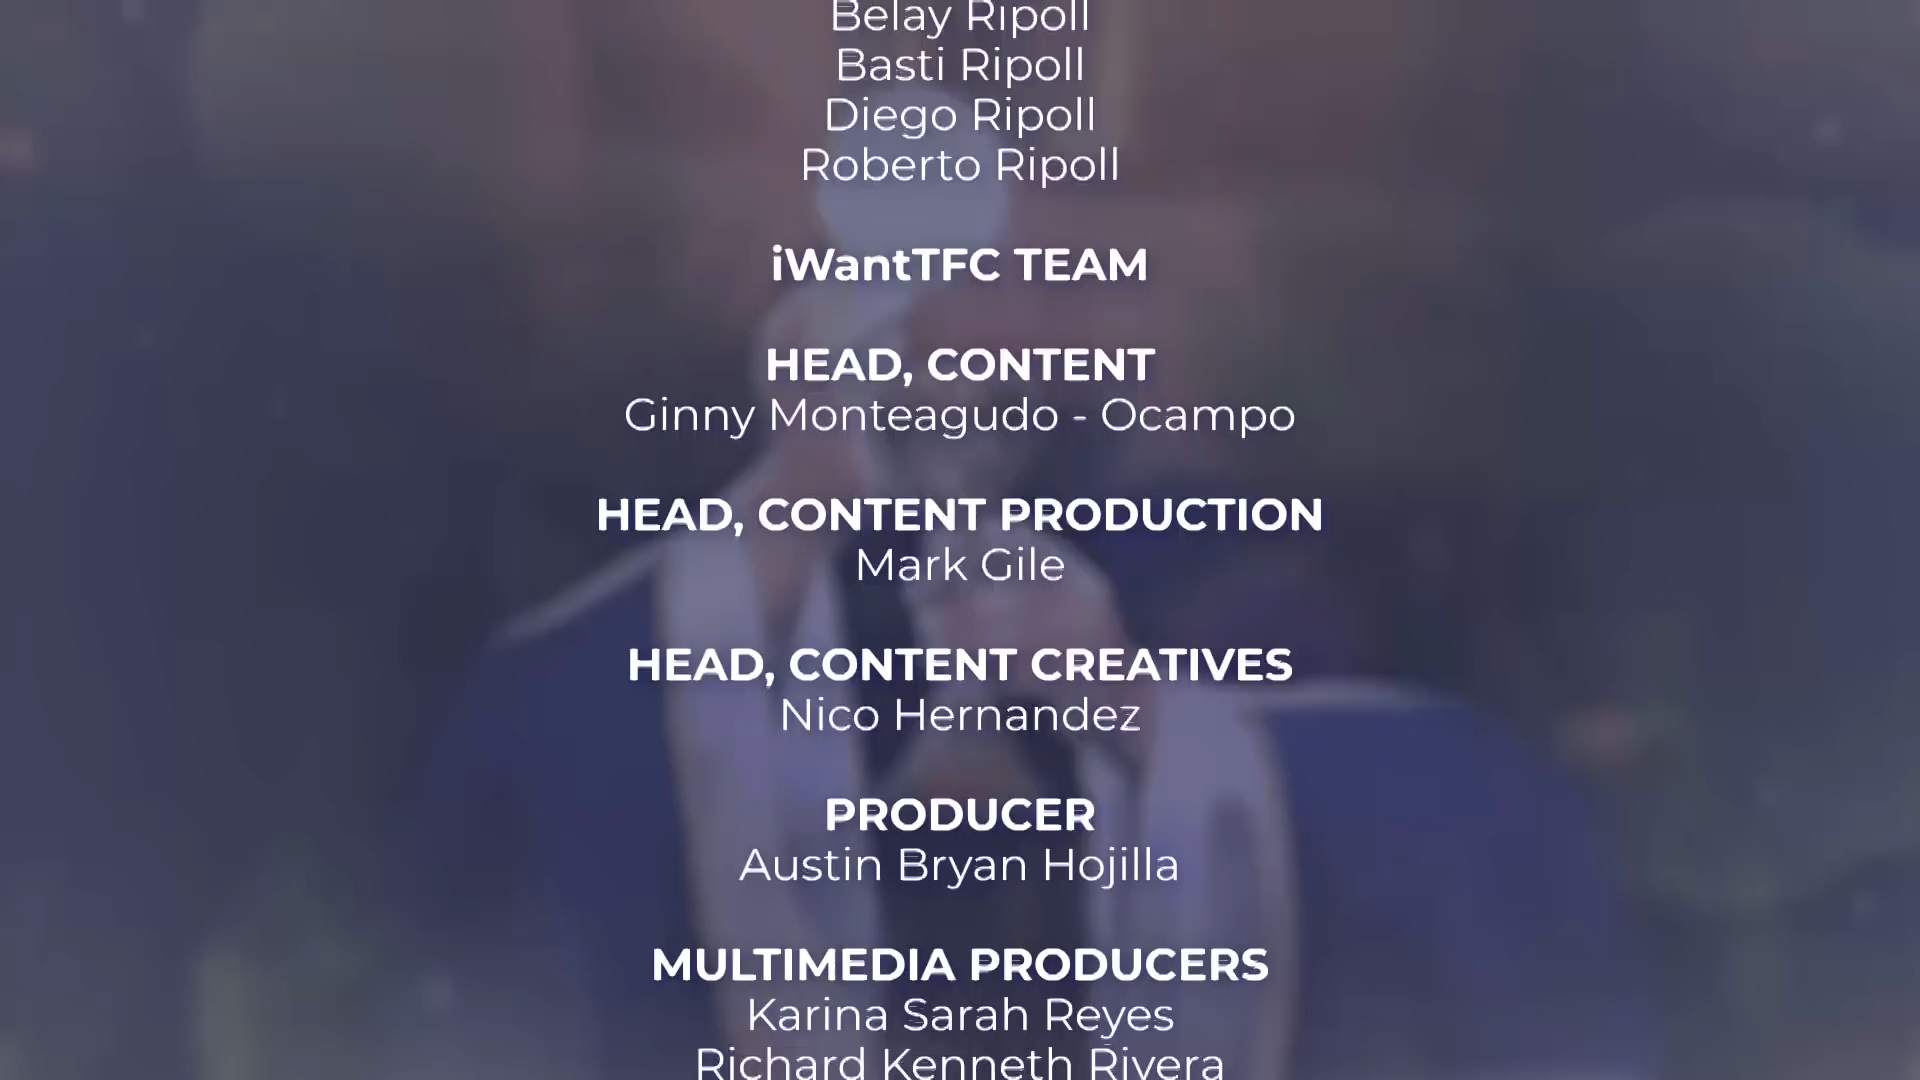 Belay Ripoll
Basti Ripoll
Diego Ripoll
Roberto Ripoll
iWantTFC TEAM
HEAD, CONTENT
Ginny Monteagudo - Ocampo
HEAD, CONTENT PRODUCTION
Mark Gile
HEAD, CONTENT CREATIVES
Nico Hernandez
PRODUCER
Austin Bryan Hojilla
MULTIMEDIA PRODUCERS
Karina Sarah Reyes
Richard Kenneth Rivera